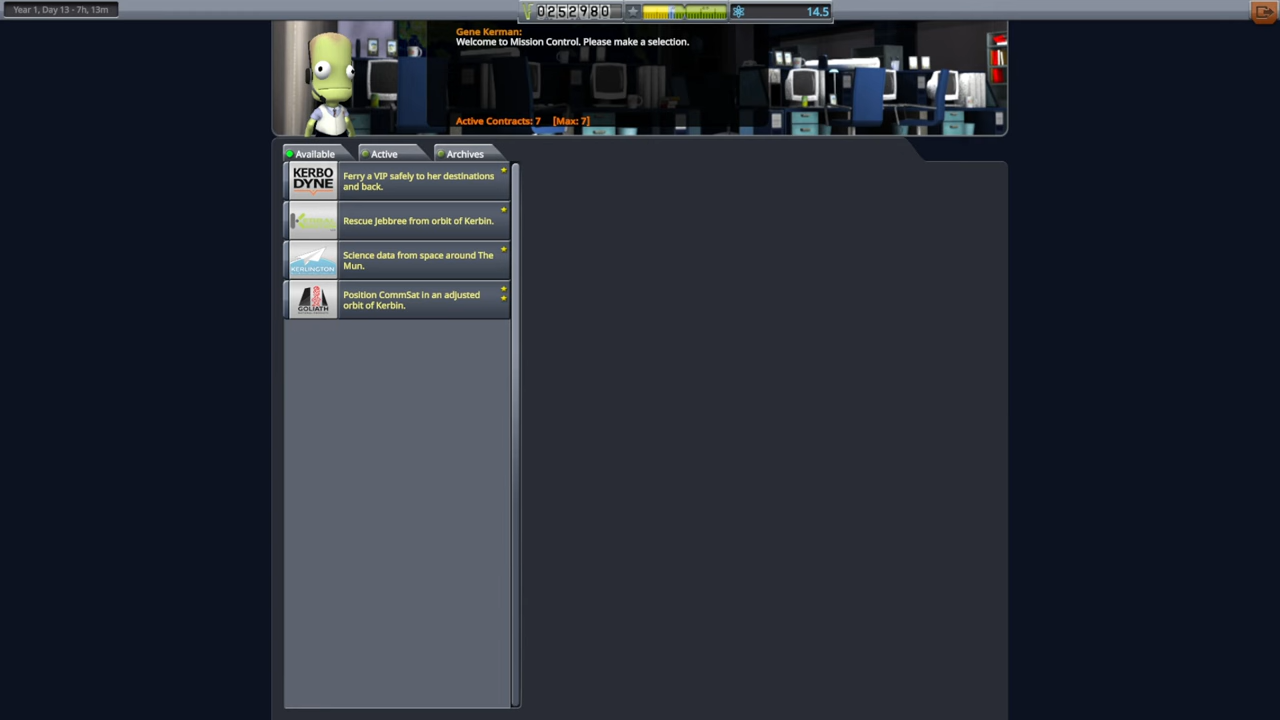 Year 1, Day 13 - 7h, 13m
0252980
14.5
Gene Kerman:
Welcome to Mission Control. Please make a selection.
Active Contracts: 7 [Max: 7]
Available
Active
Archives
KERBO
DYNE
Ferry a VIP safely to her destinations
and back.
Rescue Jebbree from orbit of Kerbin.
KERLINGTON
Science data from space around The
Mun.
GOLIATH
Position CommSat in an adjusted
orbit of Kerbin.